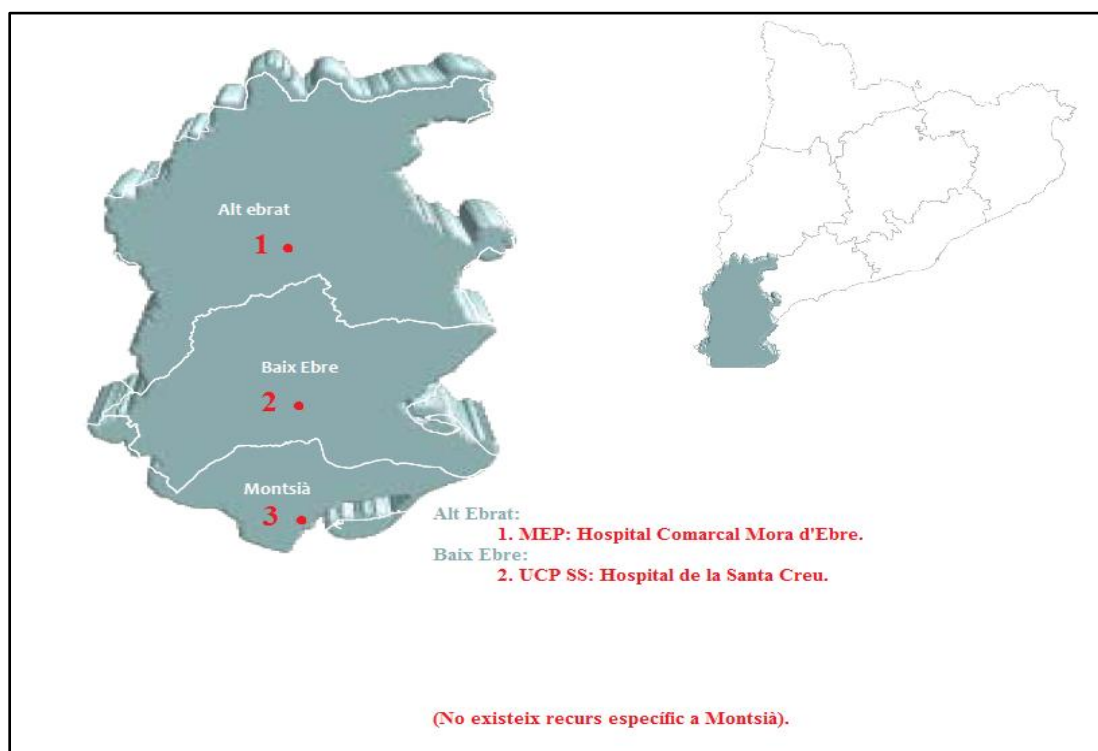 Alt ebrat
1
Baix Ebre
2
Montsià
3
Alt Ebrat:
1. MEP: Hospital Comarcal Mora d'Ebre.
Baix Ebre:
2. UCP SS: Hospital de la Santa Creu.
(No existeix recurs específic a Montsià).